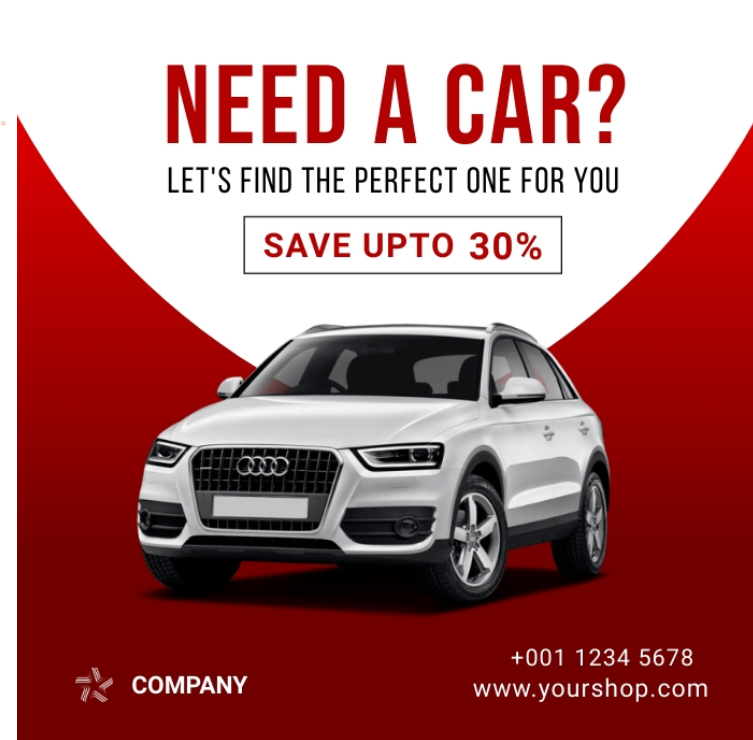 NEED A CAR?
LET'S FIND THE PERFECT ONE FOR YOU
SAVE UPTO 30%
+001 1234 5678
COMPANY
www.yourshop.com